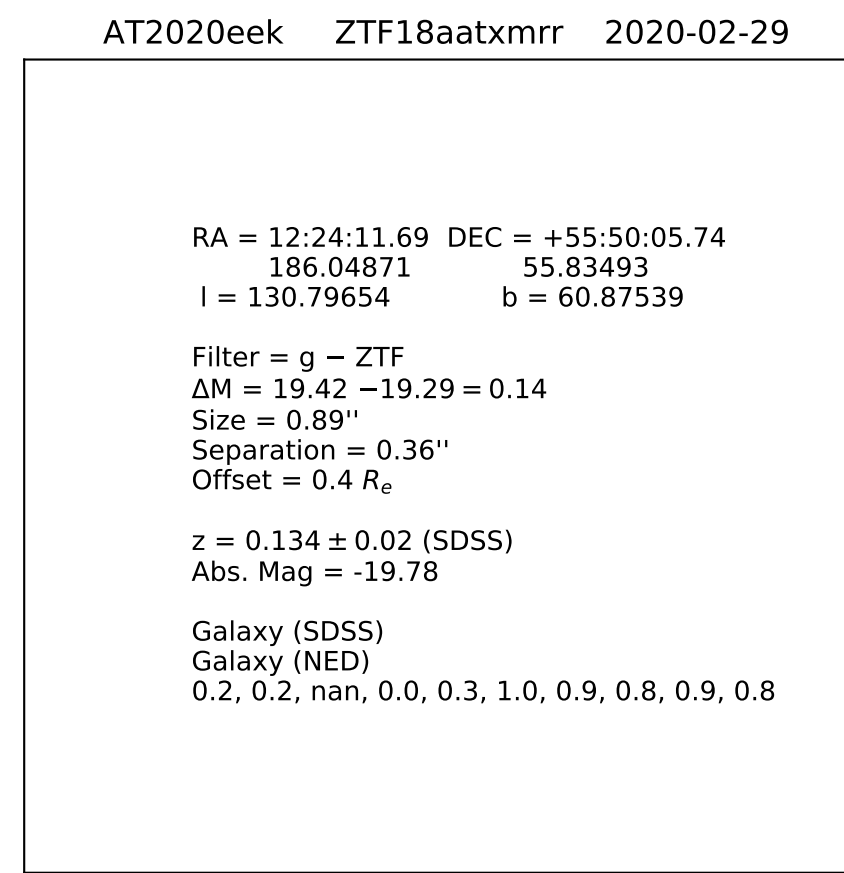 AT2020eek ZTF18aatxmrr 2020-02-29
RA = 12:24:11.69 DEC = +55:50:05.74
186.04871 55.83493
l = 130.79654 b = 60.87539
Filter = g − ZTF
ΔM = 19.42 −19.29 = 0.14
Size = 0.89''
Separation = 0.36''
Offset = 0.4 Rₑ
z = 0.134 ± 0.02 (SDSS)
Abs. Mag = -19.78
Galaxy (SDSS)
Galaxy (NED)
0.2, 0.2, nan, 0.0, 0.3, 1.0, 0.9, 0.8, 0.9, 0.8